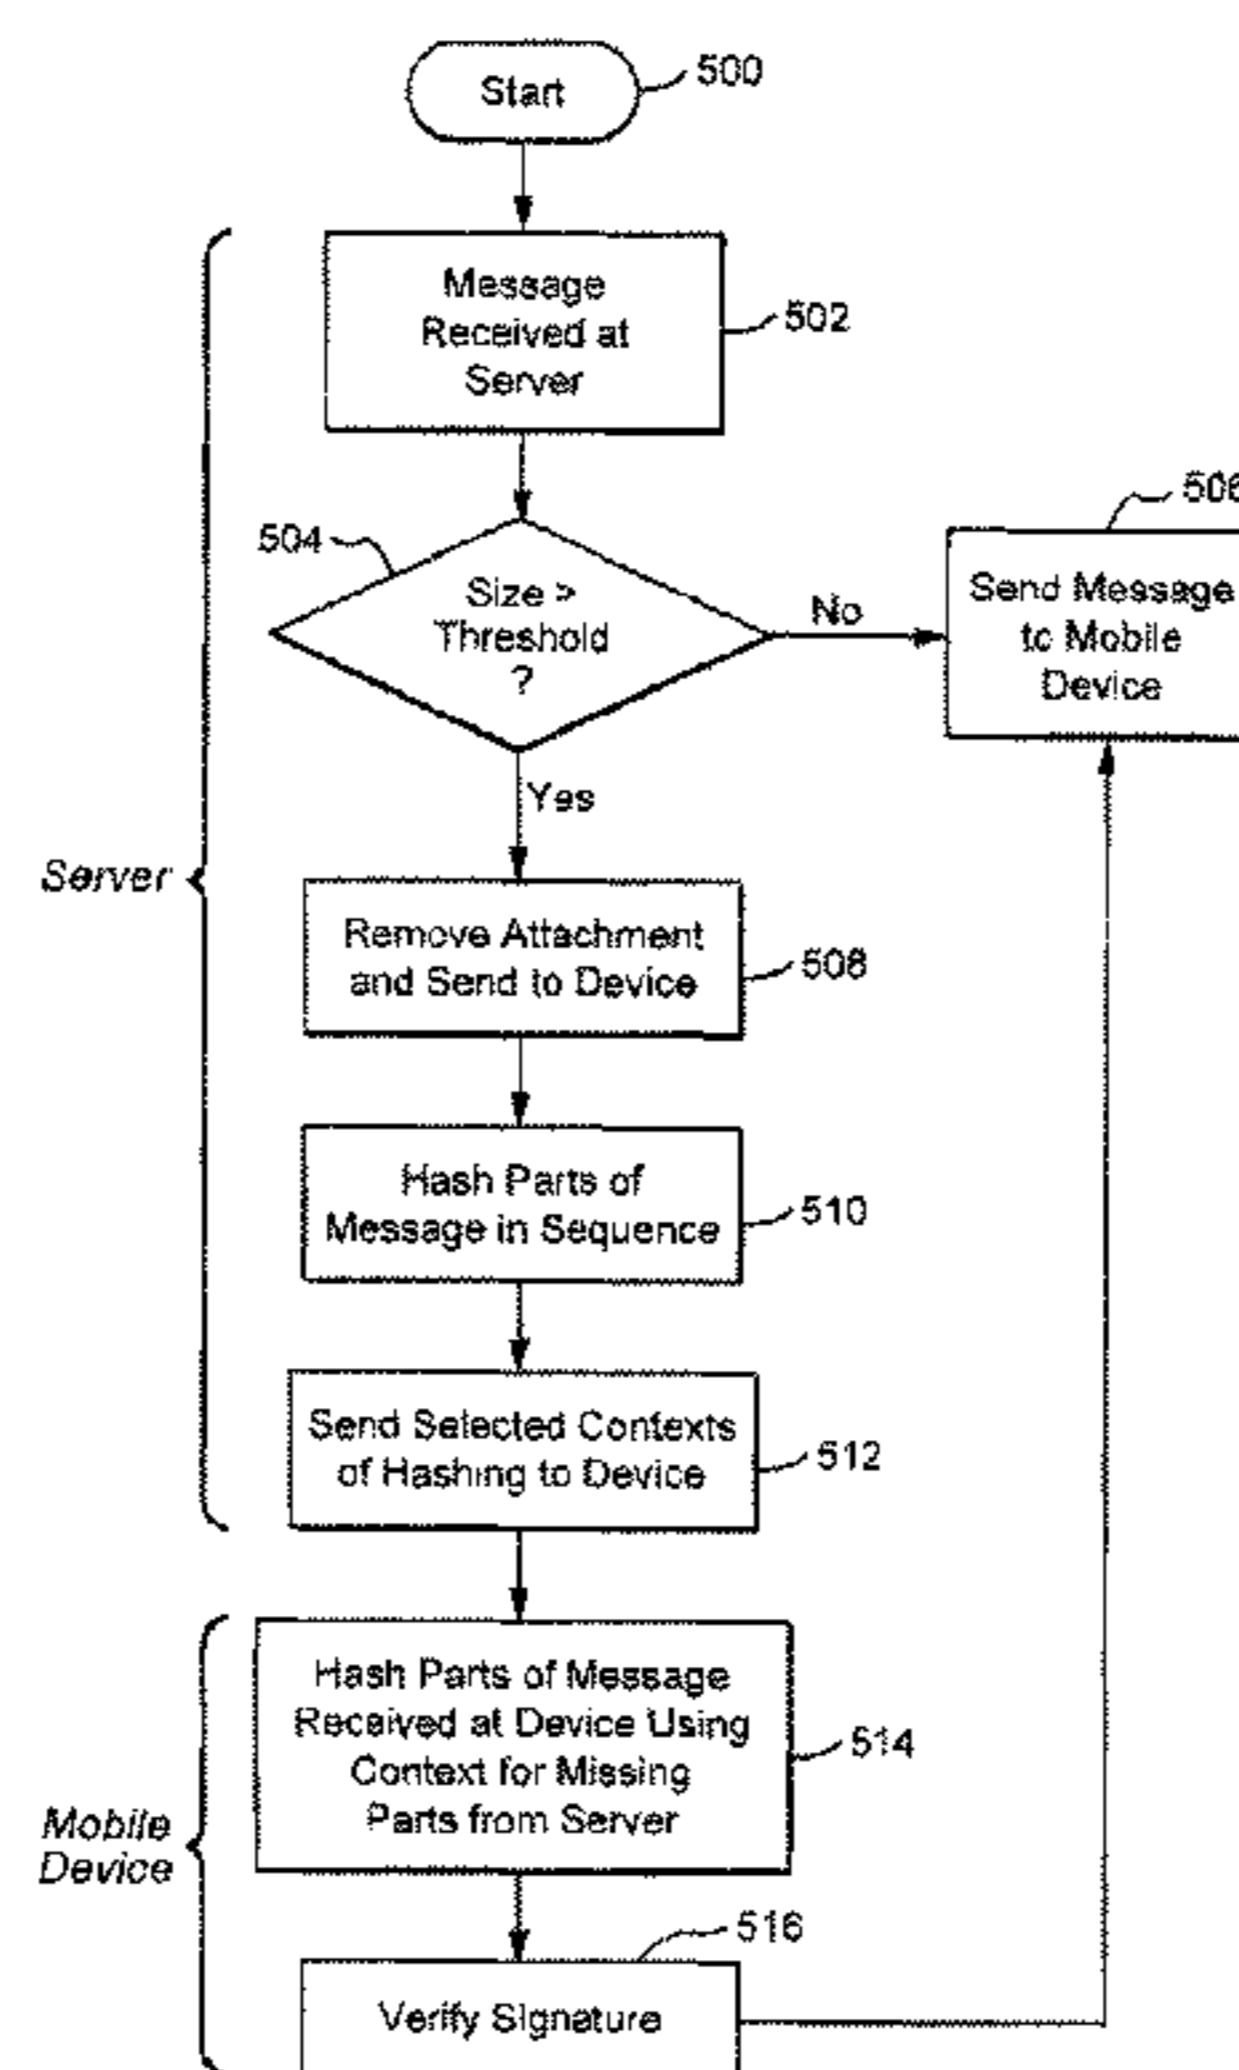 Start
500
Message
Received at
Server
502
504
Size >
Threshold
?
No
506
Send Message
to Mobile
Device
Yes
Server
Remove Attachment
and Send to Device
508
Hash Parts of
Message in Sequence
510
Send Selected Contexts
of Hashing to Device
512
Hash Parts of Message
Received at Device Using
Context for Missing
Parts from Server
514
Mobile
Device
516
Verify Signature